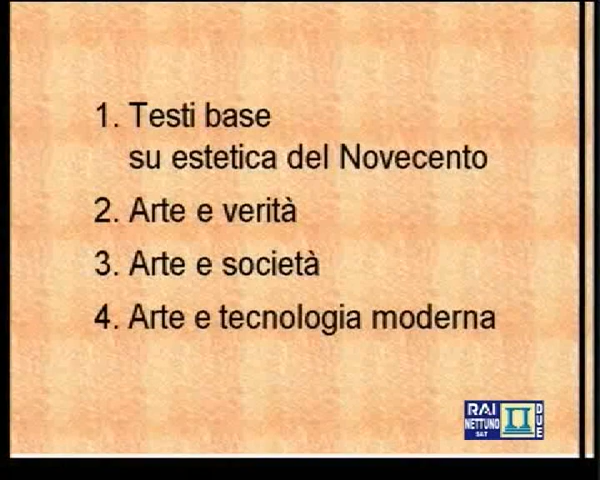 1. Testi base
su estetica del Novecento
2. Arte e verità
3. Arte e società
4. Arte e tecnologia moderna
RAI
NETTUNO
SAT
DUE